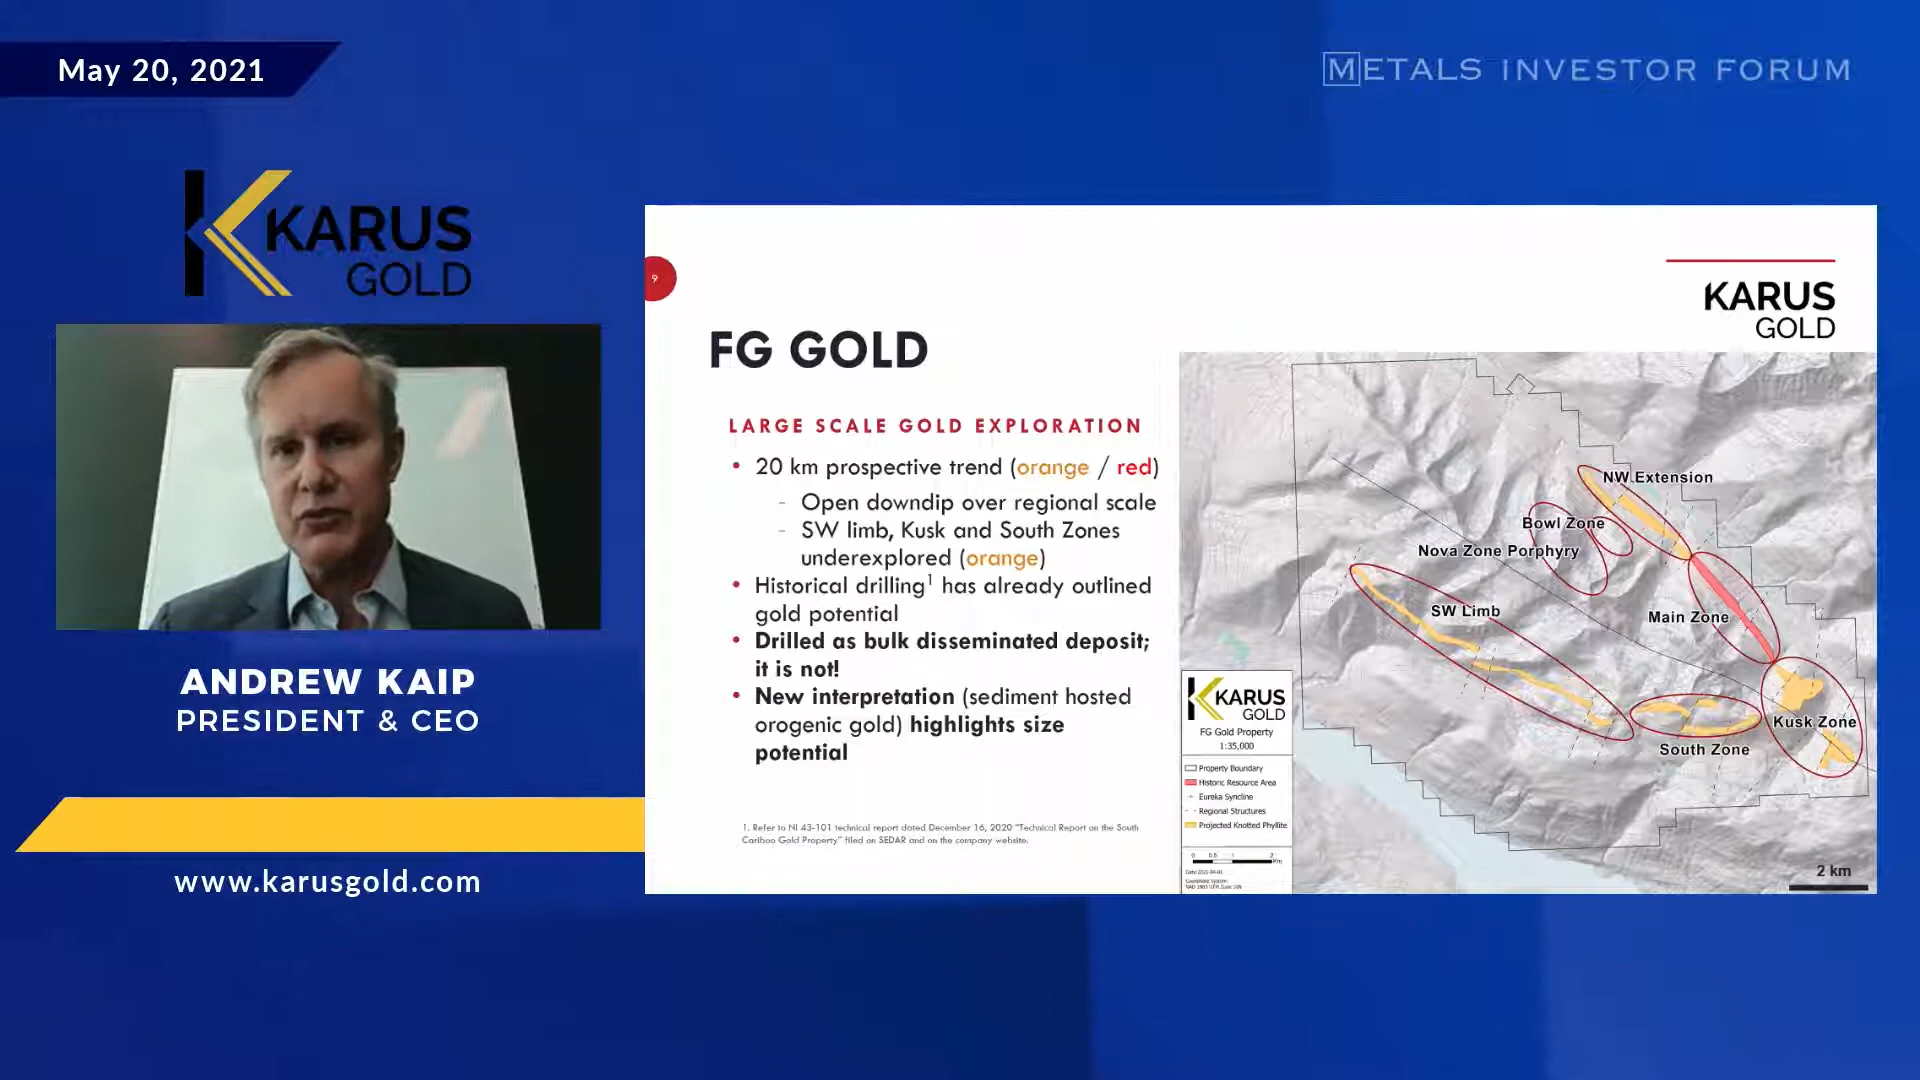 May 20, 2021
METALS INVESTOR FORUM
KARUS
GOLD
ANDREW KAIP
PRESIDENT & CEO
www.karusgold.com
9
KARUS
GOLD
FG GOLD
LARGE SCALE GOLD EXPLORATION
• 20 km prospective trend (orange / red)
- Open downdip over regional scale
- SW limb, Kusk and South Zones
underexplored (orange)
• Historical drilling1 has already outlined
gold potential
• Drilled as bulk disseminated deposit;
it is not!
• New interpretation (sediment hosted
orogenic gold) highlights size
potential
1. Refer to NI 43-101 technical report dated December 16, 2020 "Technical Report on the South
Cariboo Gold Property" filed on SEDAR and on the company website.
NW Extension
Bowl Zone
Nova Zone Porphyry
SW Limb
Main Zone
Kusk Zone
South Zone
KARUS
GOLD
FG Gold Property
1:35,000
Property Boundary
Historic Resource Area
Eureka Syncline
Regional Structures
Projected Knotted Phyllite
0 0.5 1 2
Km
2 km